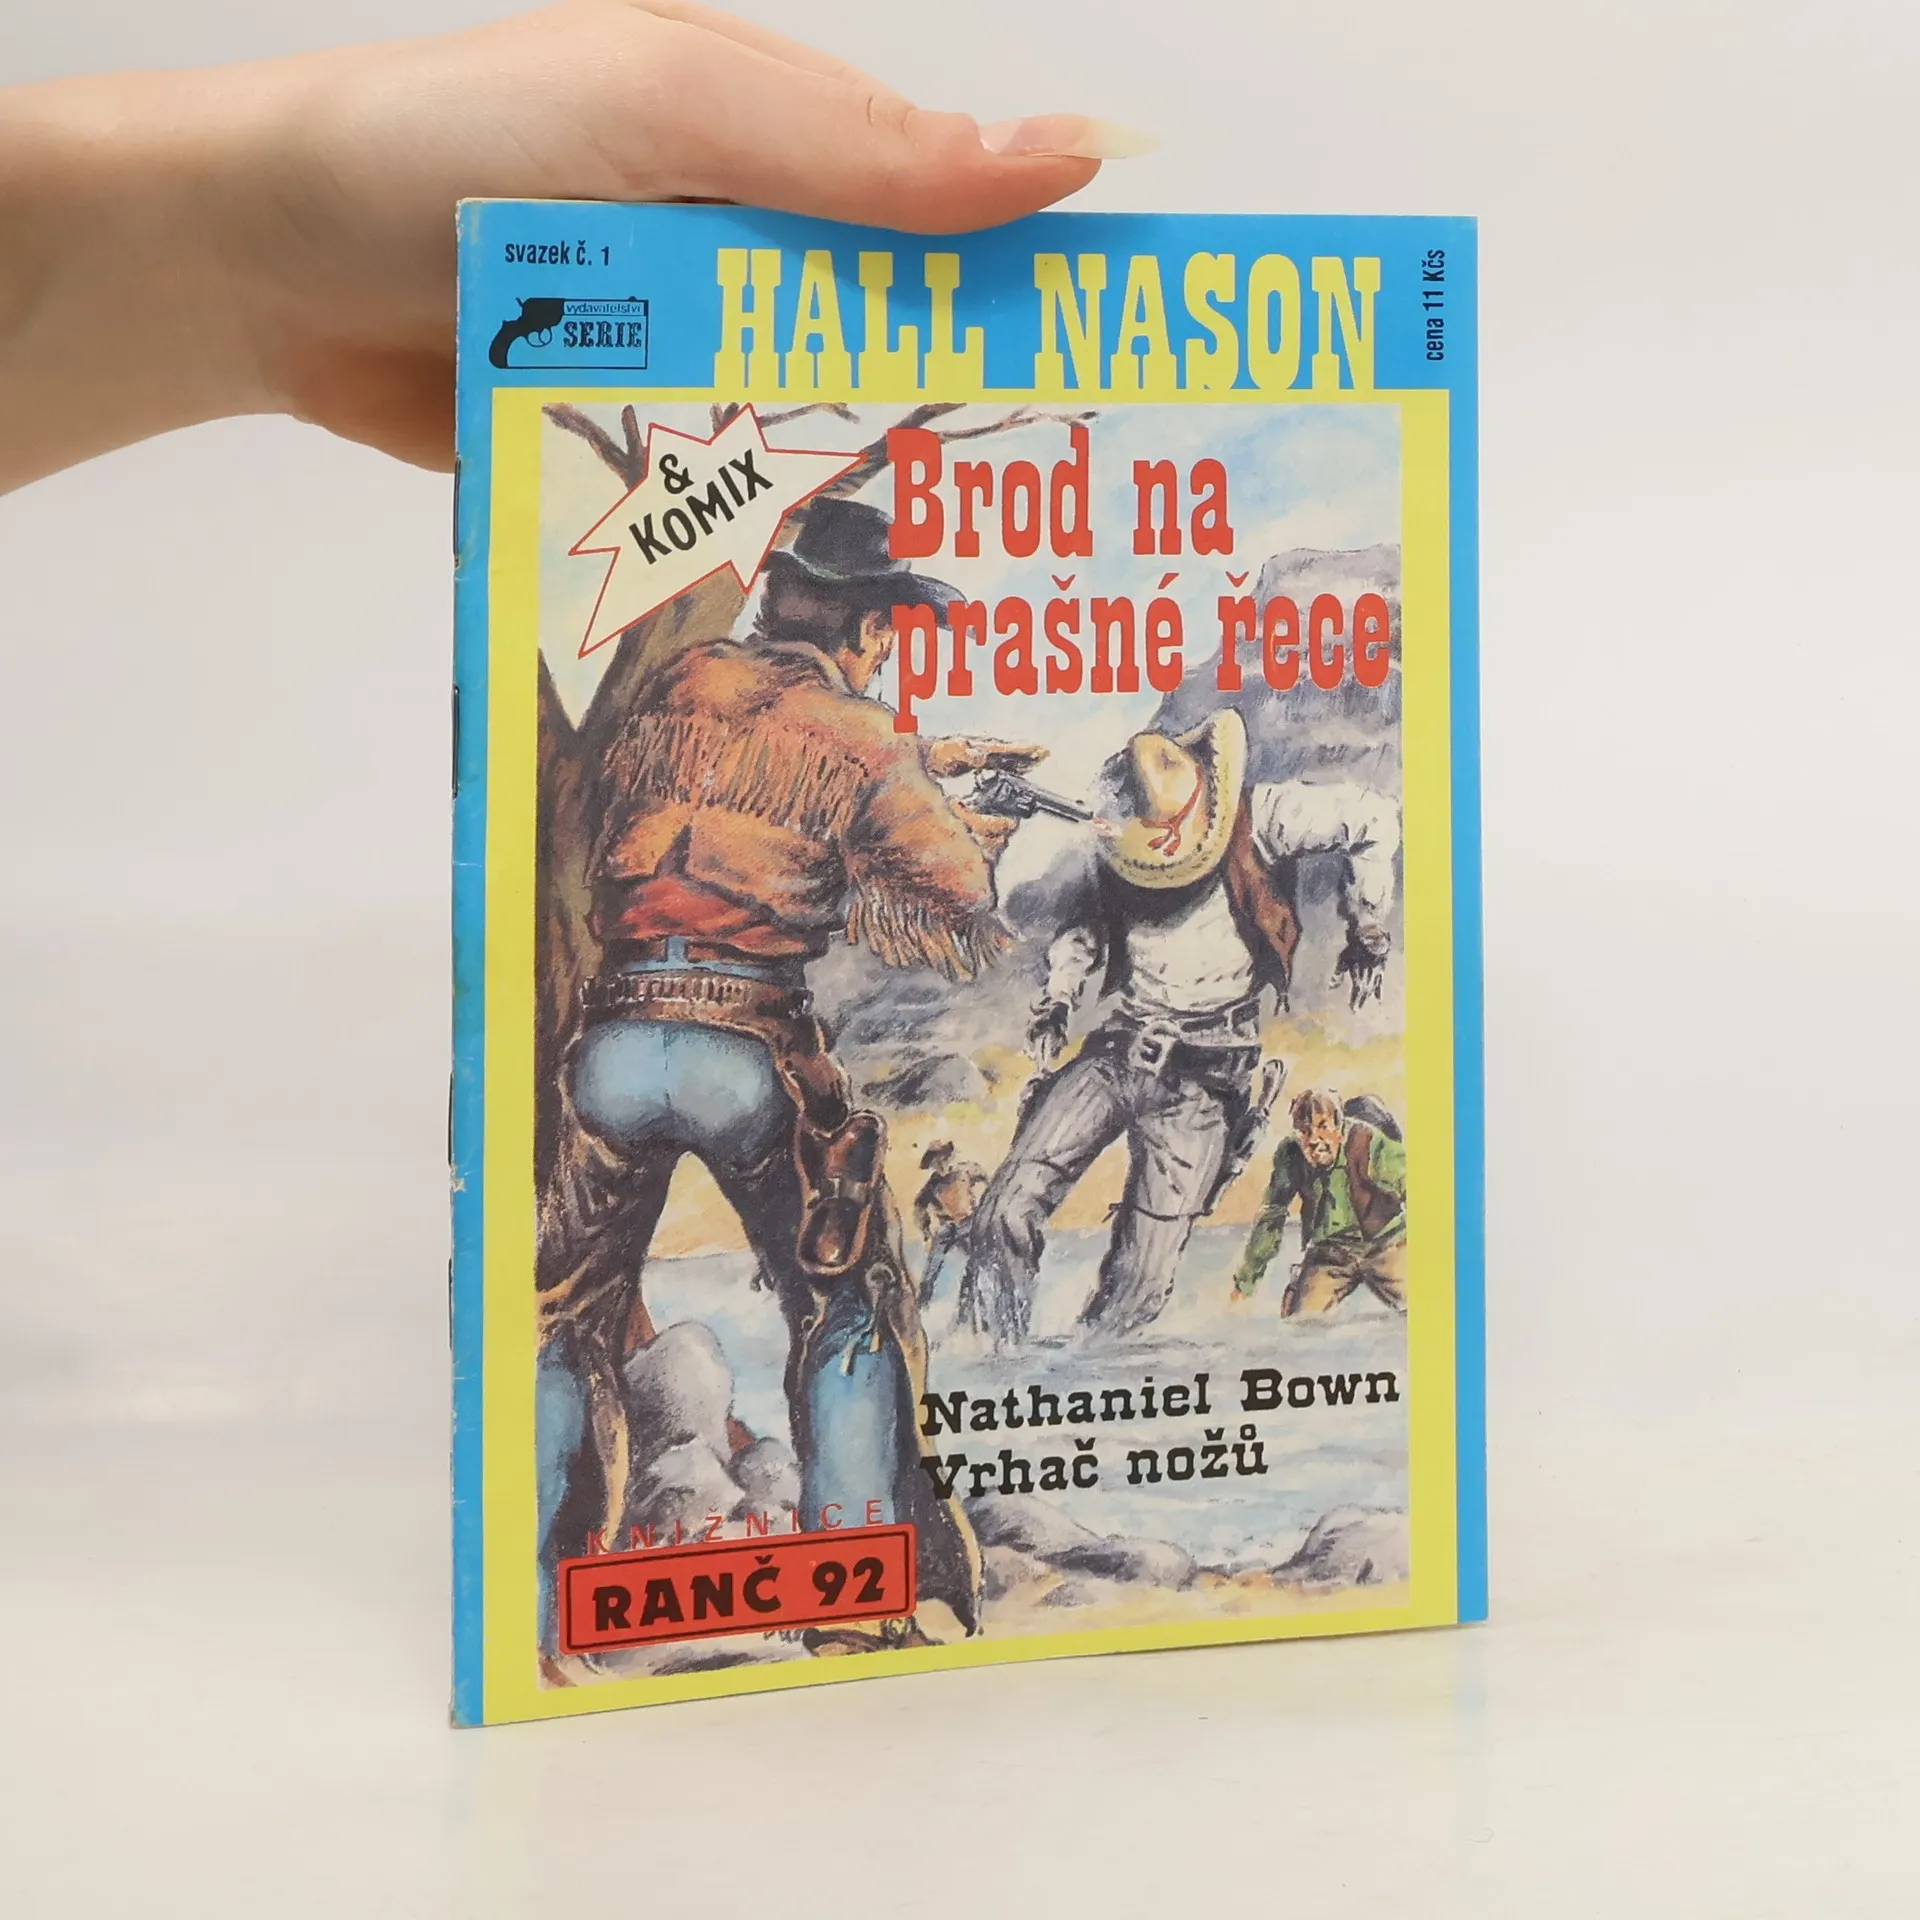 svazek č. 1
vydavatelství
SERIE
HALL NASON
cena 11 Kčs
& 
KOMIX
Brod na
prašné řece
Nathaniel Bown
Vrhač nožů
KNIŽNICE
RANČ 92